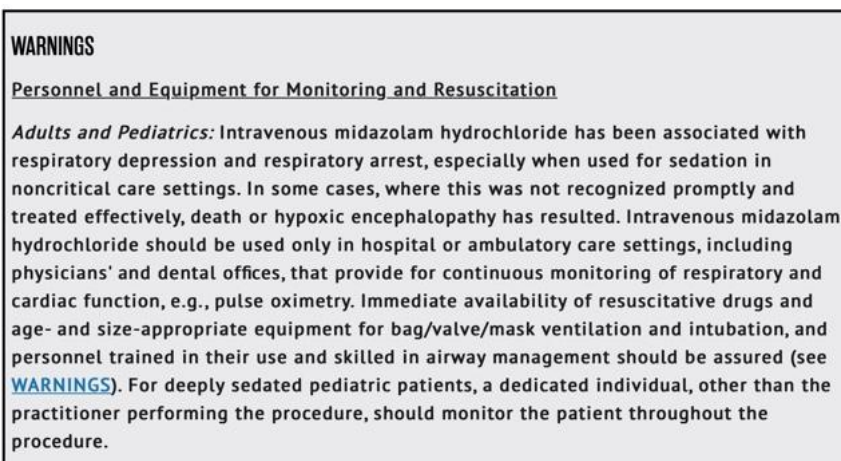 WARNINGS
Personnel and Equipment for Monitoring and Resuscitation
Adults and Pediatrics: Intravenous midazolam hydrochloride has been associated with
respiratory depression and respiratory arrest, especially when used for sedation in
noncritical care settings. In some cases, where this was not recognized promptly and
treated effectively, death or hypoxic encephalopathy has resulted. Intravenous midazolam
hydrochloride should be used only in hospital or ambulatory care settings, including
physicians' and dental offices, that provide for continuous monitoring of respiratory and
cardiac function, e.g., pulse oximetry. Immediate availability of resuscitative drugs and
age- and size-appropriate equipment for bag/valve/mask ventilation and intubation, and
personnel trained in their use and skilled in airway management should be assured (see
WARNINGS). For deeply sedated pediatric patients, a dedicated individual, other than the
practitioner performing the procedure, should monitor the patient throughout the
procedure.